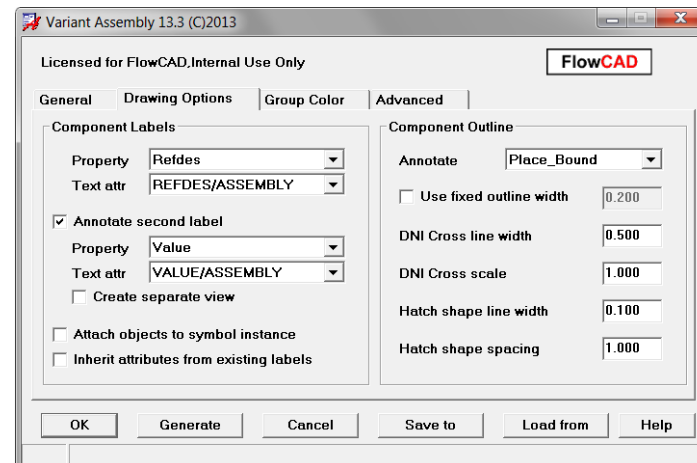 Variant Assembly 13.3 (C)2013
Licensed for FlowCAD,Internal Use Only
FlowCAD
General Drawing Options Group Color Advanced
Component Labels
Property Refdes
Text attr REFDES/ASSEMBLY
Annotate second label
Property Value
Text attr VALUE/ASSEMBLY
Create separate view
Attach objects to symbol instance
Inherit attributes from existing labels
Component Outline
Annotate Place_Bound
Use fixed outline width 0.200
DNI Cross line width 0.500
DNI Cross scale 1.000
Hatch shape line width 0.100
Hatch shape spacing 1.000
OK Generate Cancel Save to Load from Help